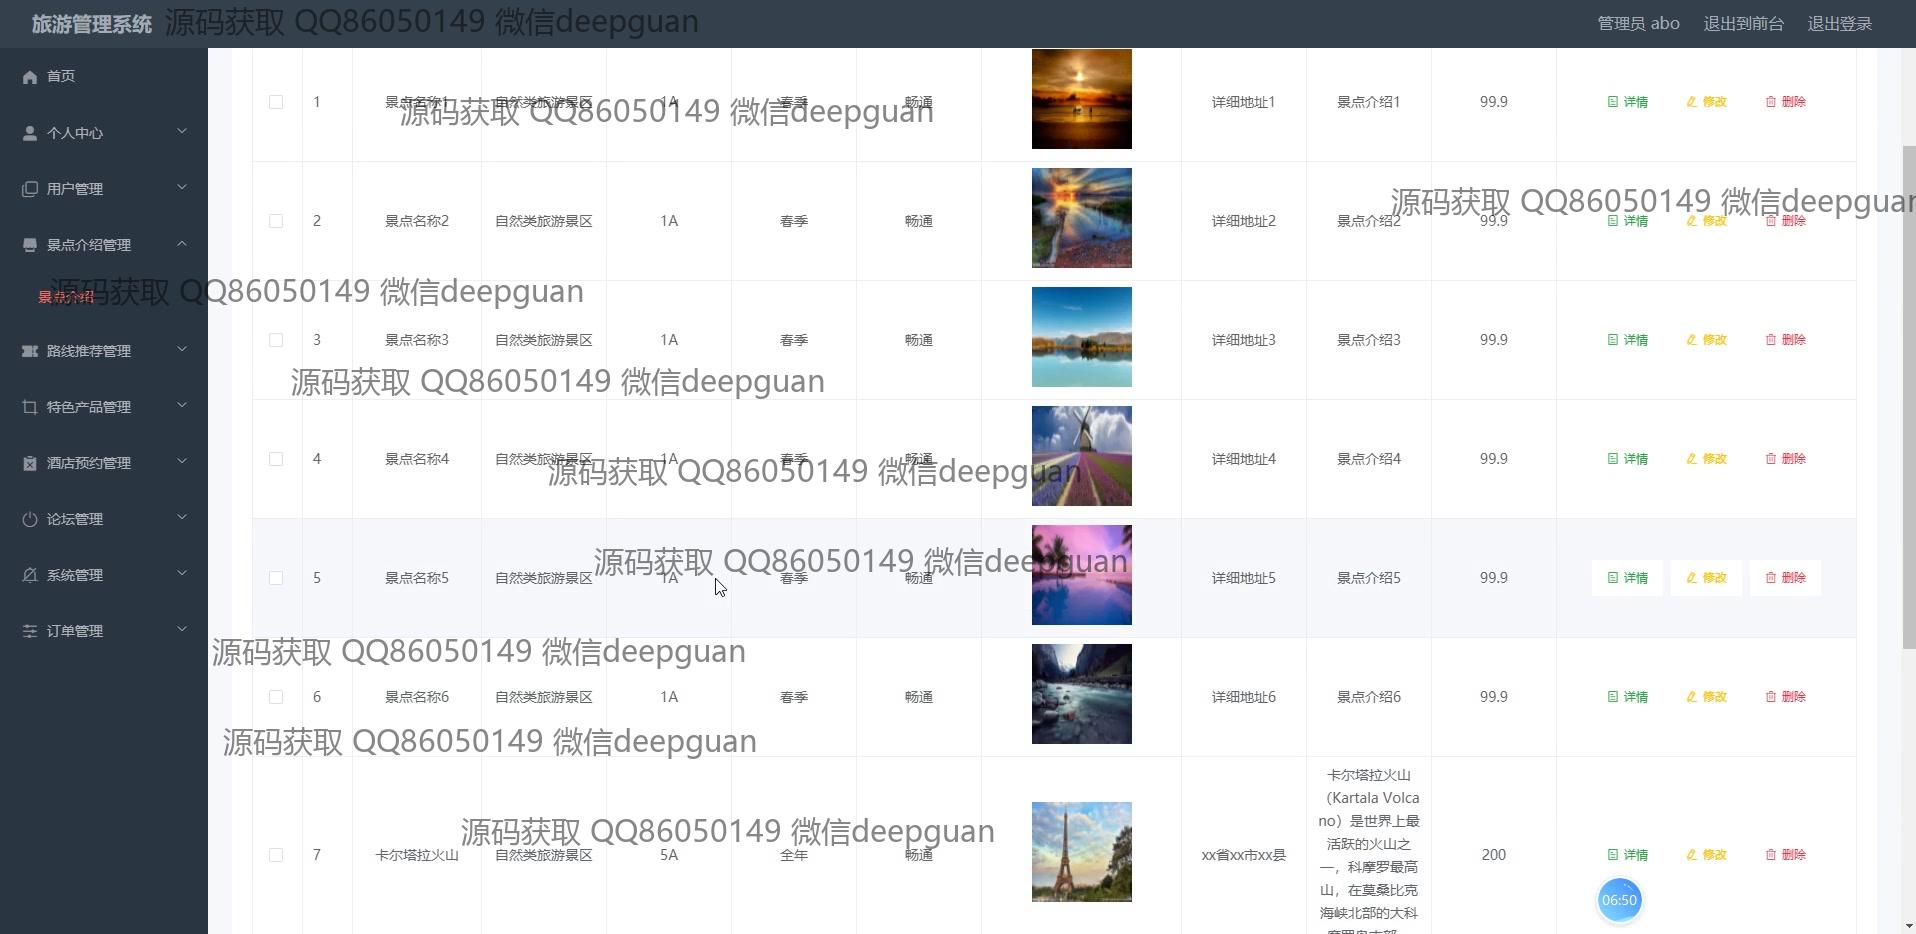 旅游管理系统
源码获取 QQ86050149 微信deepguan
管理员 abo 退出到前台 退出登录
首页
个人中心
用户管理
景点介绍管理
景点介绍
路线推荐管理
特色产品管理
酒店预约管理
论坛管理
系统管理
订单管理
1 景点名称1 自然类旅游景区 1A 春季 畅通 详细地址1 景点介绍1 99.9 详情 修改 删除
源码获取 QQ86050149 微信deepguan
源码获取 QQ86050149 微信deepguan
2 景点名称2 自然类旅游景区 1A 春季 畅通 详细地址2 景点介绍2 99.9 详情 修改 删除
源码获取 QQ86050149 微信deepguan
3 景点名称3 自然类旅游景区 1A 春季 畅通 详细地址3 景点介绍3 99.9 详情 修改 删除
源码获取 QQ86050149 微信deepguan
4 景点名称4 自然类旅游景区 1A 春季 畅通 详细地址4 景点介绍4 99.9 详情 修改 删除
源码获取 QQ86050149 微信deepguan
源码获取 QQ86050149 微信deepguan
5 景点名称5 自然类旅游景区 1A 春季 畅通 详细地址5 景点介绍5 99.9 详情 修改 删除
源码获取 QQ86050149 微信deepguan
6 景点名称6 自然类旅游景区 1A 春季 畅通 详细地址6 景点介绍6 99.9 详情 修改 删除
源码获取 QQ86050149 微信deepguan
源码获取 QQ86050149 微信deepguan
7 卡尔塔拉火山 自然类旅游景区 5A 全年 畅通 xx省xx市xx县 200 详情 修改 删除
卡尔塔拉火山
（Kartala Volca
no）是世界上最
活跃的火山之
一，科摩罗最高
山，在莫桑比克
海峡北部的大科
06:50